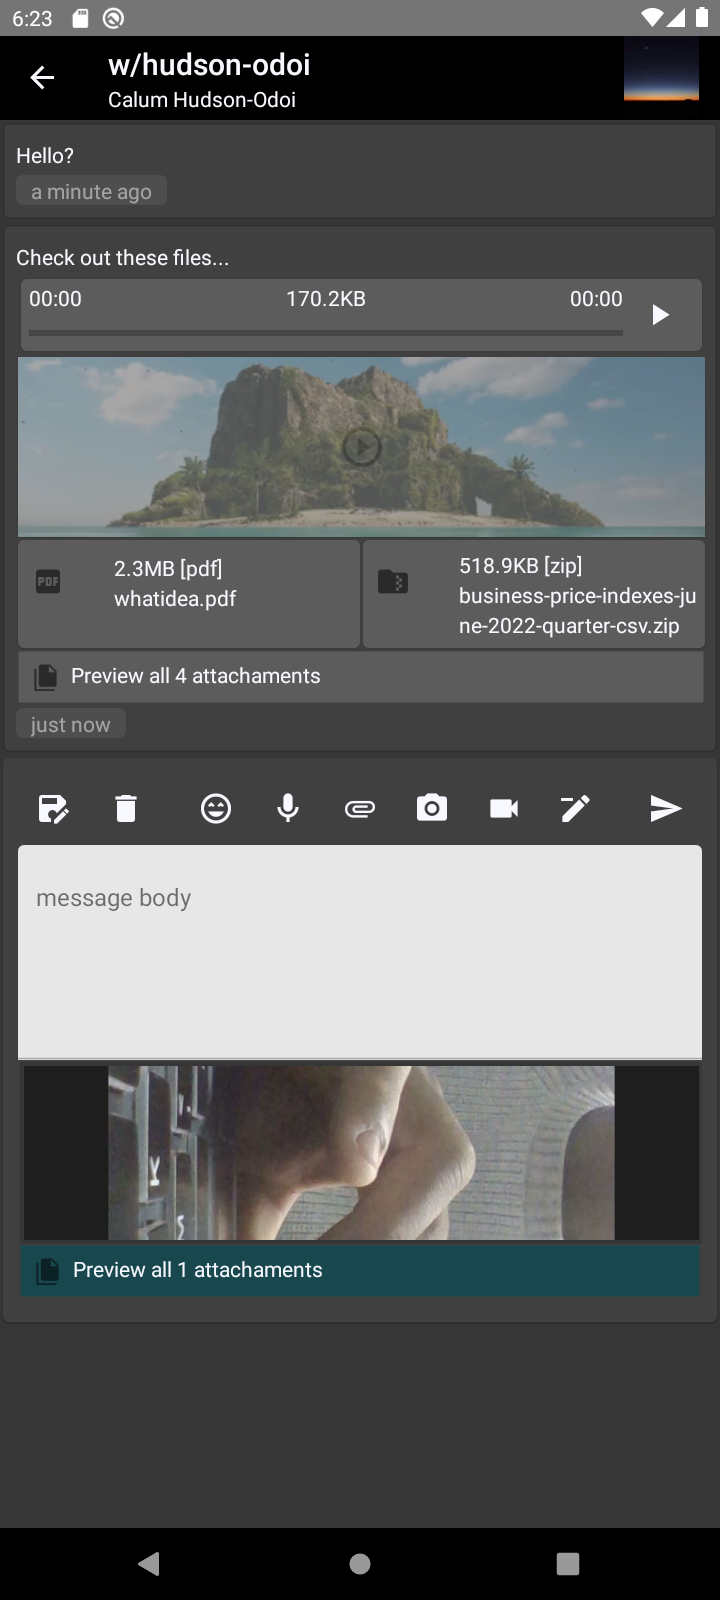 6:23
w/hudson-odoi
Calum Hudson-Odoi
Hello?
a minute ago
Check out these files...
00:00 170.2KB 00:00
PDF
2.3MB [pdf]
whatidea.pdf
518.9KB [zip]
business-price-indexes-ju
ne-2022-quarter-csv.zip
Preview all 4 attachaments
just now
message body
Preview all 1 attachaments